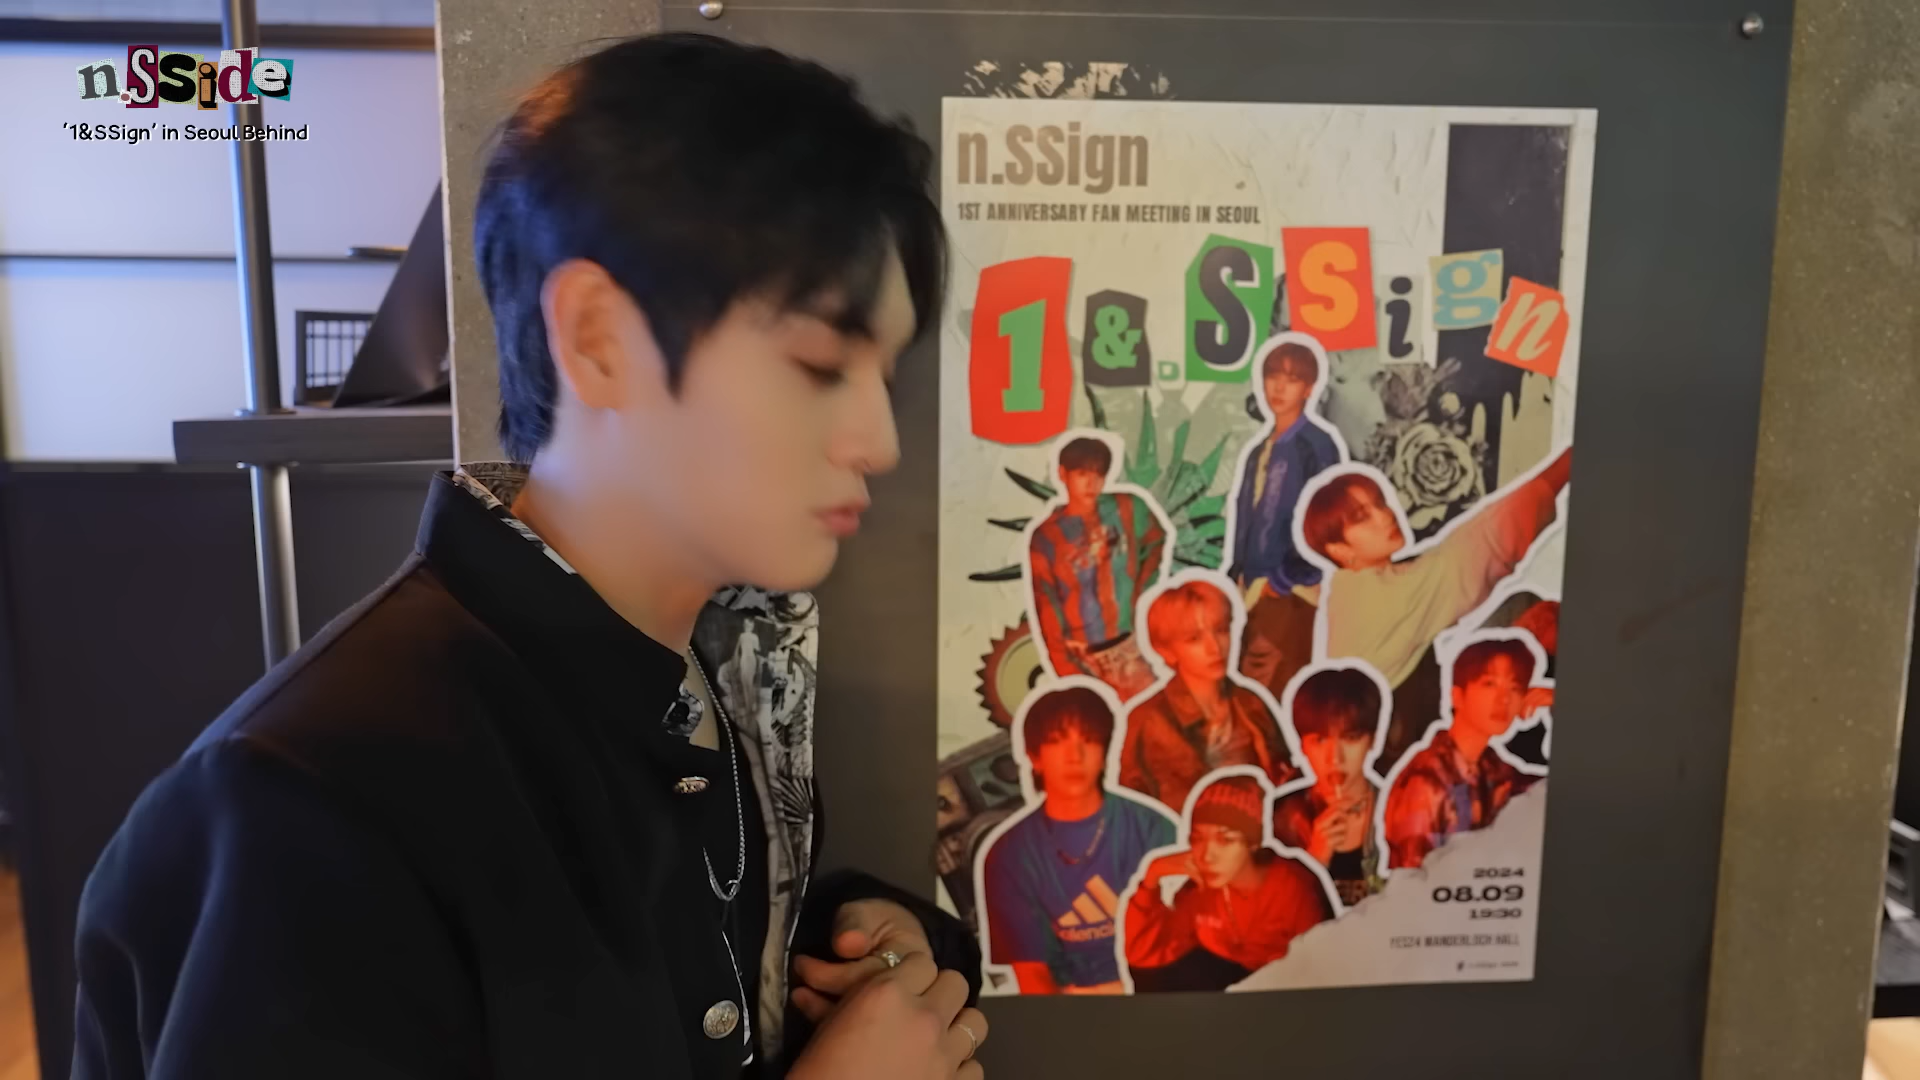 n.SSide
'1&SSign' in Seoul Behind
n.SSign
1ST ANNIVERSARY FAN MEETING IN SEOUL
1&.SSign
2024
08.09
19:30
YES24 WANDERLOCH HALL